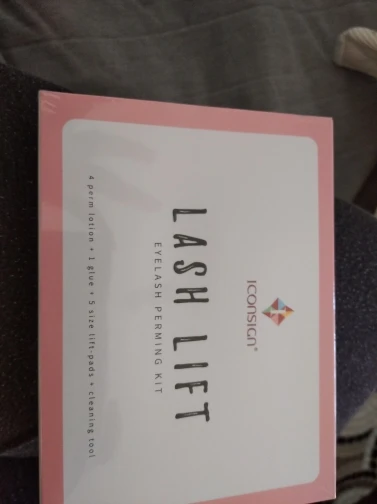 ICONSIGN®
LASH LIFT
EYELASH PERMING KIT
4 perm lotion + 1 glue + 5 size lift-pads + cleaning tool